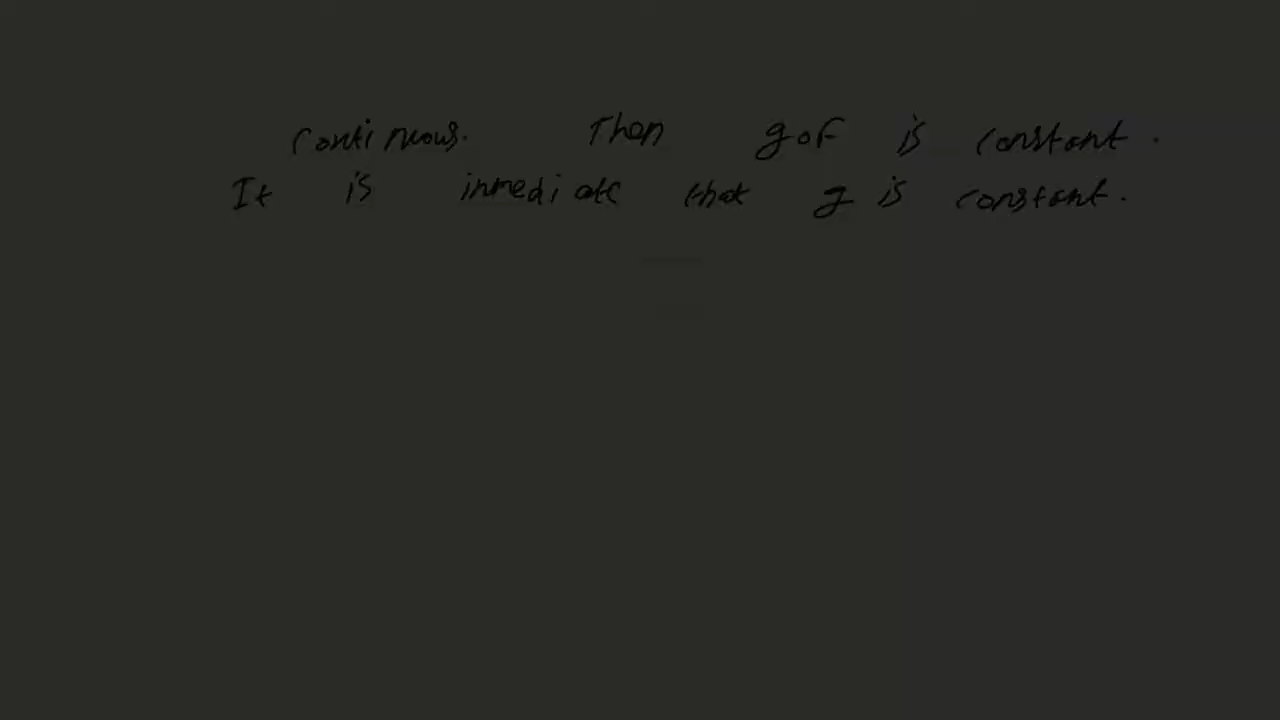 continuous. Then gof is constant.
It is immediate that g is constant.